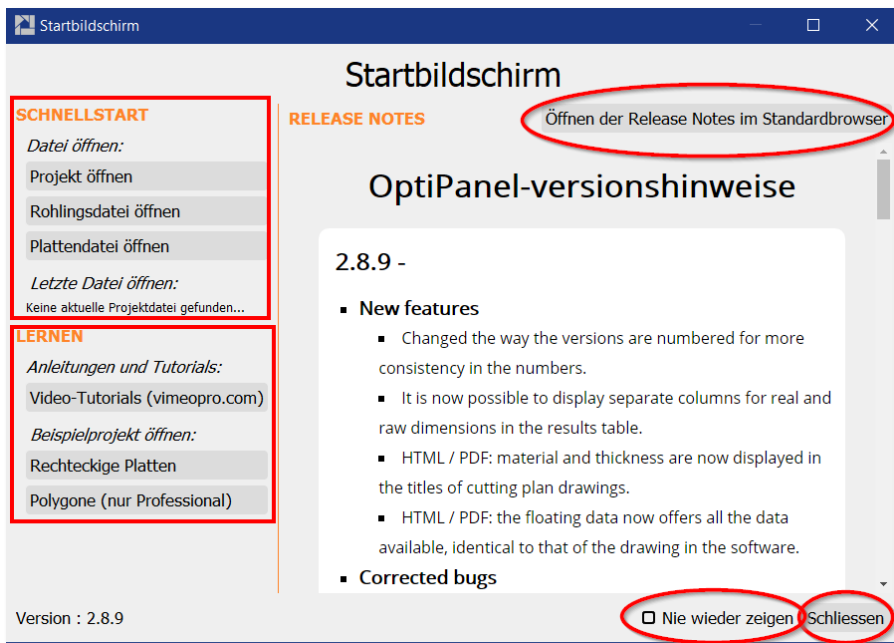 Startbildschirm
Startbildschirm
SCHNELLSTART
Datei öffnen:
Projekt öffnen
Rohlingsdatei öffnen
Plattendatei öffnen
Letzte Datei öffnen:
Keine aktuelle Projektdatei gefunden...
LERNEN
Anleitungen und Tutorials:
Video-Tutorials (vimeopro.com)
Beispielprojekt öffnen:
Rechteckige Platten
Polygone (nur Professional)
RELEASE NOTES
Öffnen der Release Notes im Standardbrowser
OptiPanel-versionshinweise
2.8.9 -
▪ New features
▪ Changed the way the versions are numbered for more
consistency in the numbers.
▪ It is now possible to display separate columns for real and
raw dimensions in the results table.
▪ HTML / PDF: material and thickness are now displayed in
the titles of cutting plan drawings.
▪ HTML / PDF: the floating data now offers all the data
available, identical to that of the drawing in the software.
▪ Corrected bugs
Version : 2.8.9
Nie wieder zeigen
Schliessen